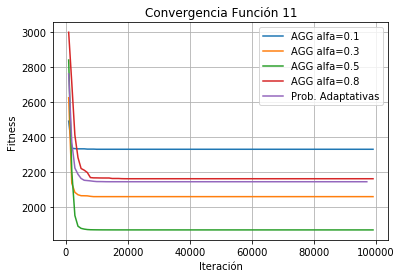 Convergencia Función 11
3000
2800
2600
2400
2200
2000
Fitness
AGG alfa=0.1
AGG alfa=0.3
AGG alfa=0.5
AGG alfa=0.8
Prob. Adaptativas
0 20000 40000 60000 80000 100000
Iteración